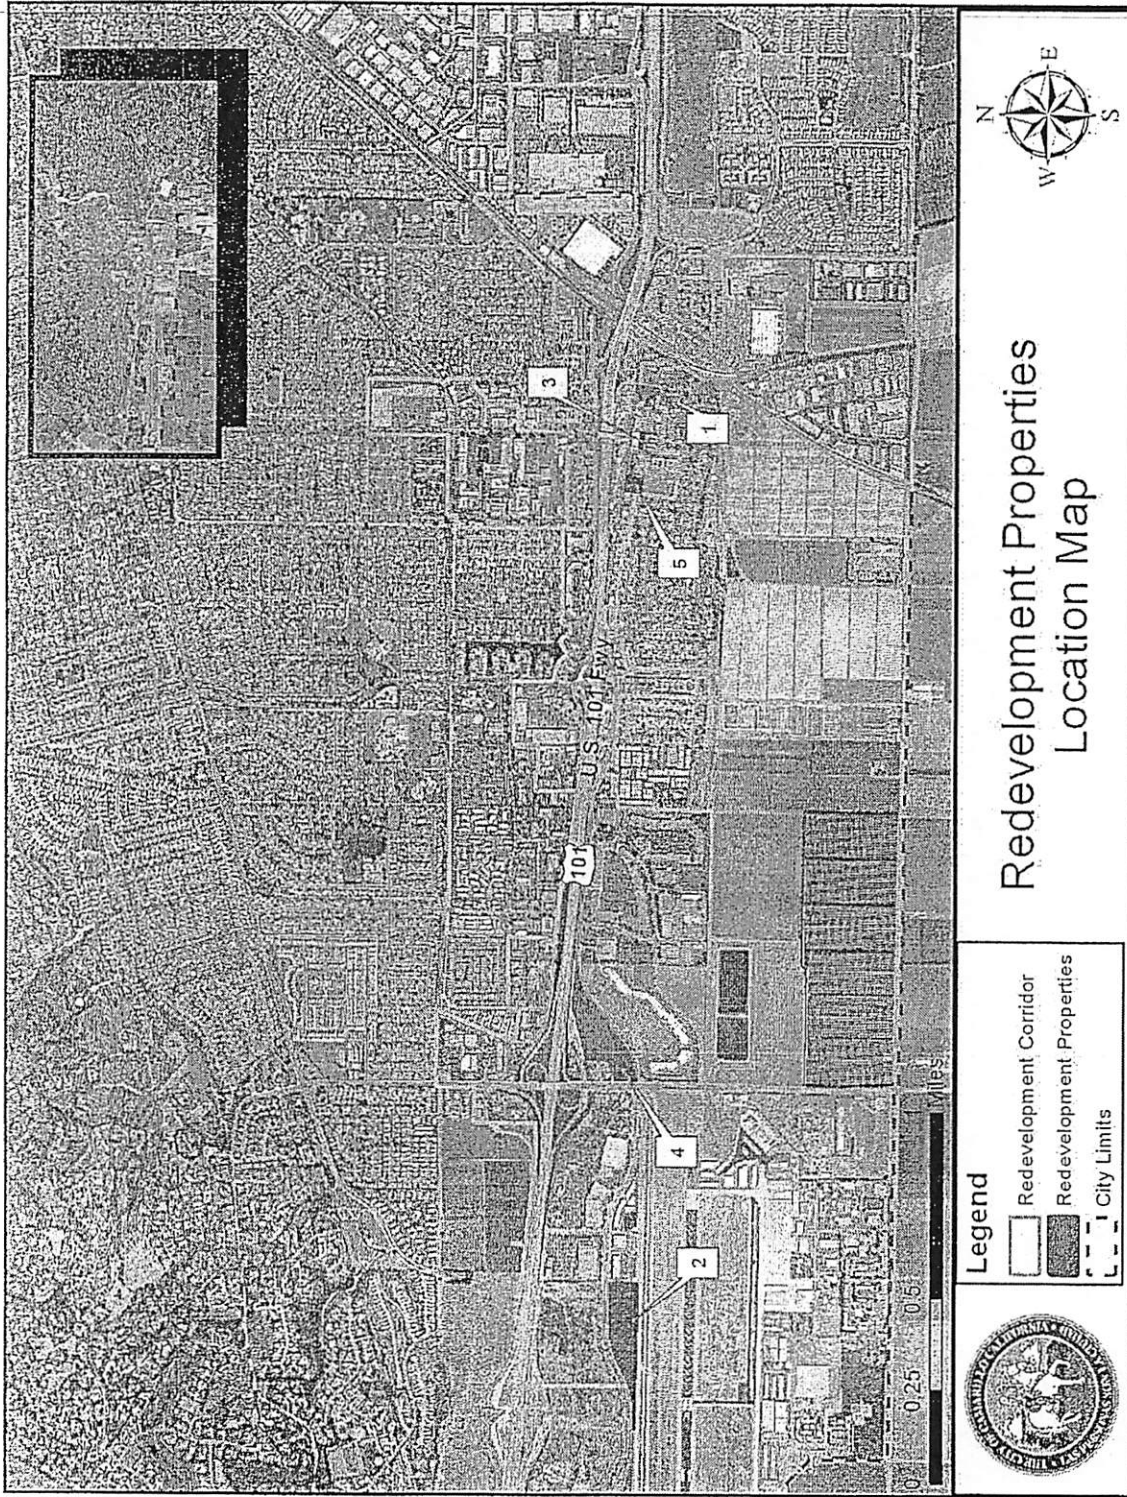 3
1
5
U S 101 Fwy
101
4
2
0
0.25
0.5
1
Miles
Legend
Redevelopment Corridor
Redevelopment Properties
City Limits
Redevelopment Properties
Location Map
N
W
E
S